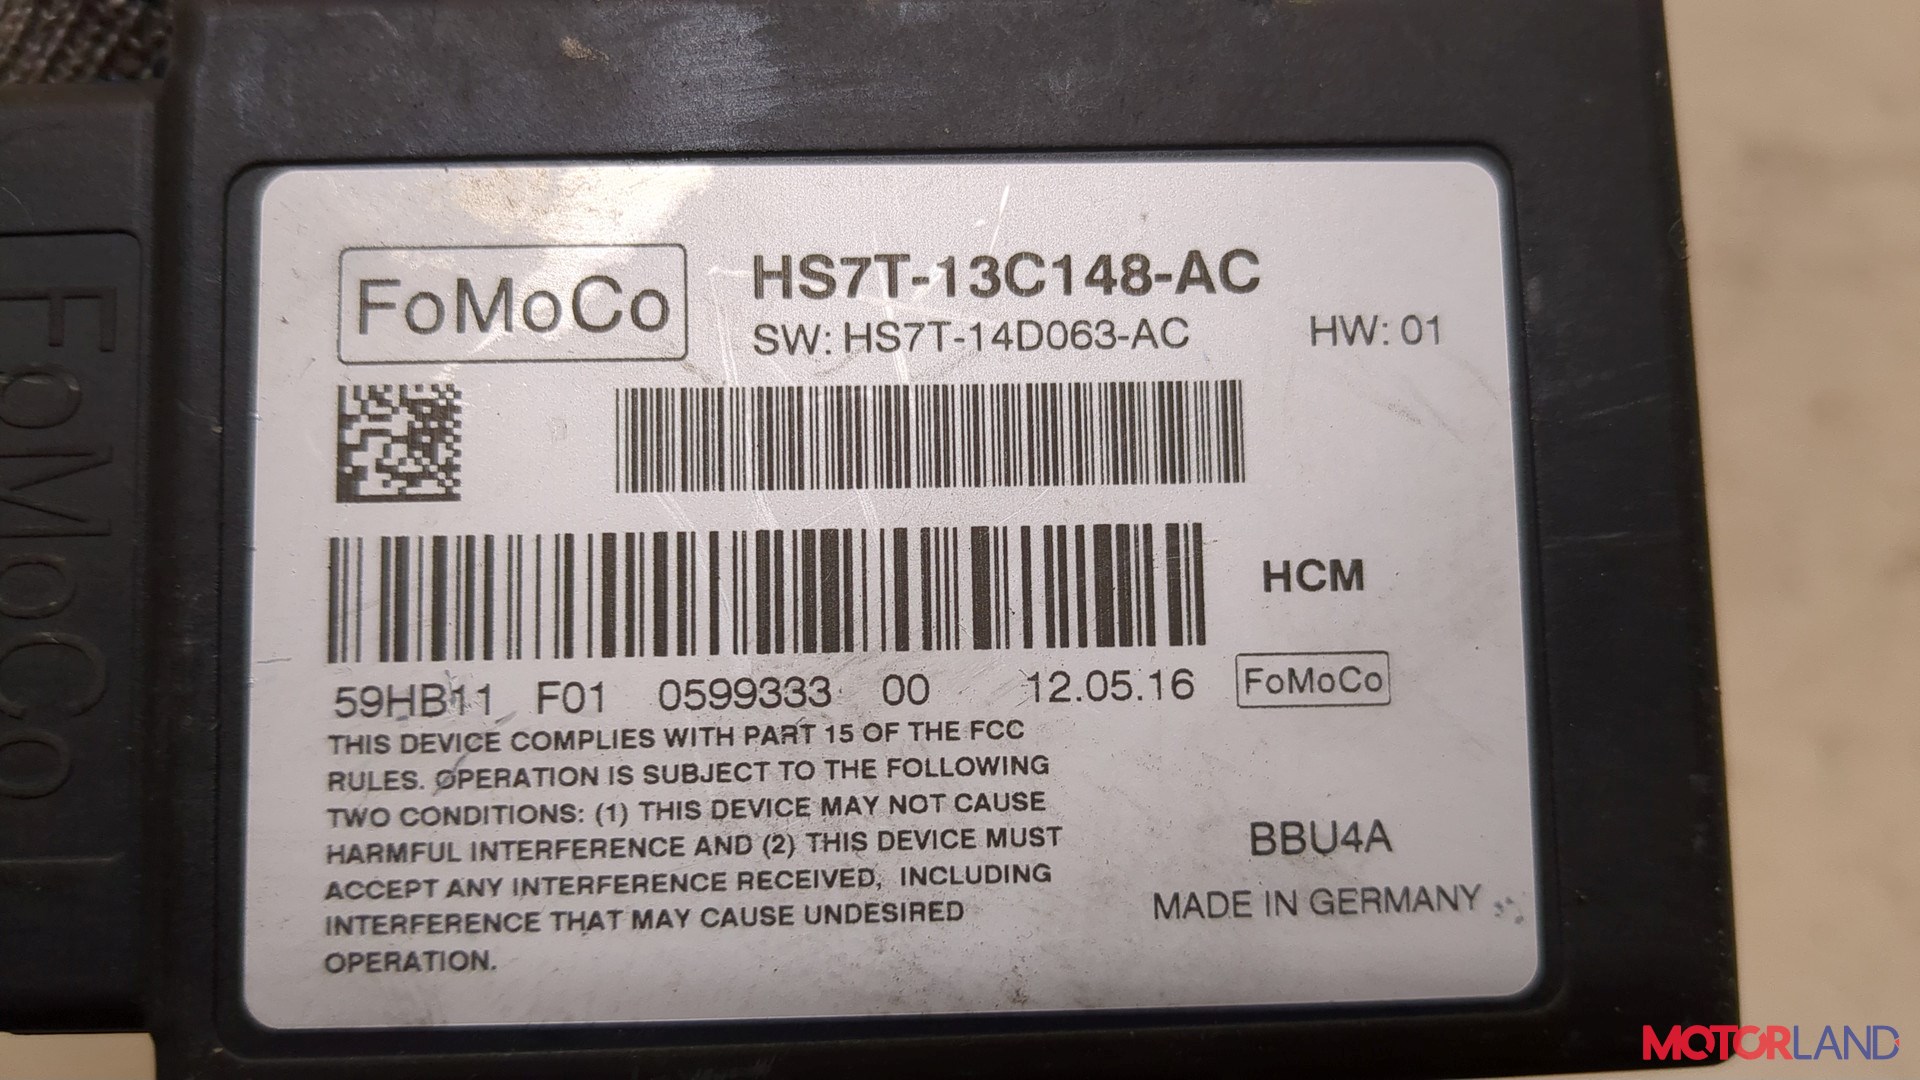 FoMoCo
FoMoCo
HS7T-13C148-AC
SW: HS7T-14D063-AC
HW: 01
HCM
59HB11 F01 0599333 00 12.05.16
FoMoCo
THIS DEVICE COMPLIES WITH PART 15 OF THE FCC
RULES. OPERATION IS SUBJECT TO THE FOLLOWING
TWO CONDITIONS: (1) THIS DEVICE MAY NOT CAUSE
HARMFUL INTERFERENCE AND (2) THIS DEVICE MUST
ACCEPT ANY INTERFERENCE RECEIVED, INCLUDING
INTERFERENCE THAT MAY CAUSE UNDESIRED
OPERATION.
BBU4A
MADE IN GERMANY
MOTORLAND